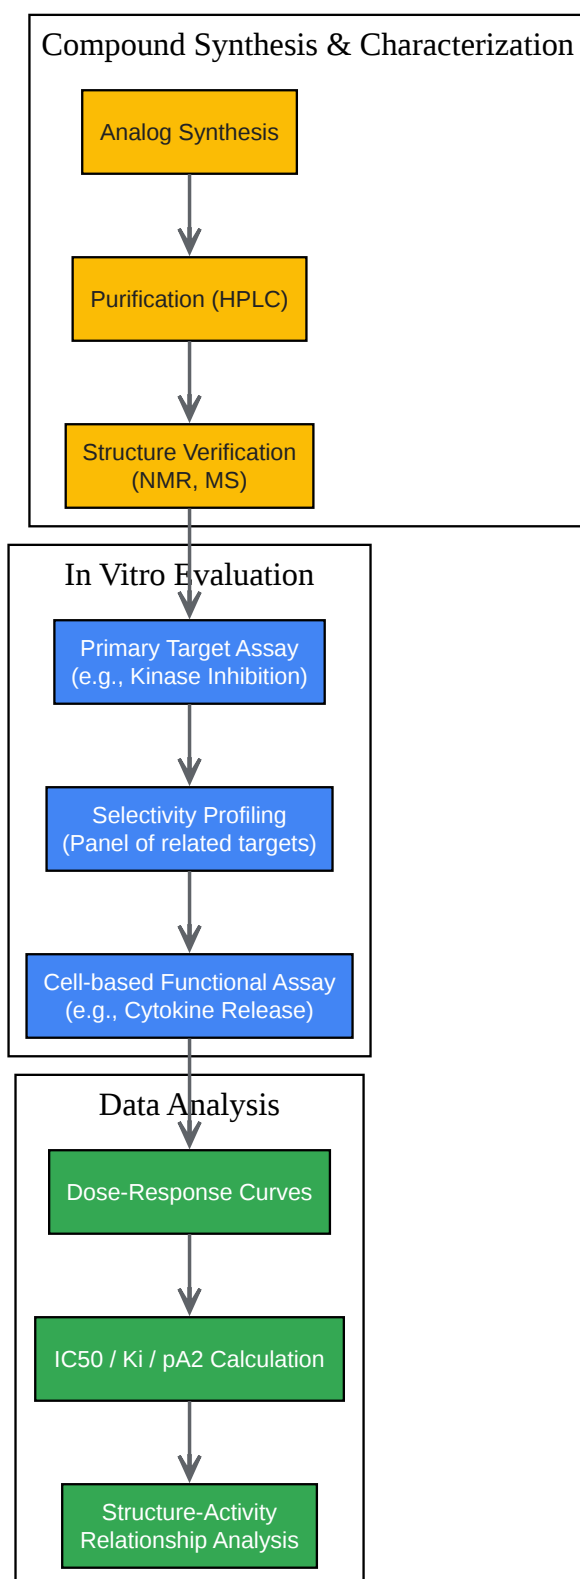 Compound Synthesis & Characterization
Analog Synthesis
Purification (HPLC)
Structure Verification
(NMR, MS)
In Vitro Evaluation
Primary Target Assay
(e.g., Kinase Inhibition)
Selectivity Profiling
(Panel of related targets)
Cell-based Functional Assay
(e.g., Cytokine Release)
Data Analysis
Dose-Response Curves
IC50 / Ki / pA2 Calculation
Structure-Activity
Relationship Analysis